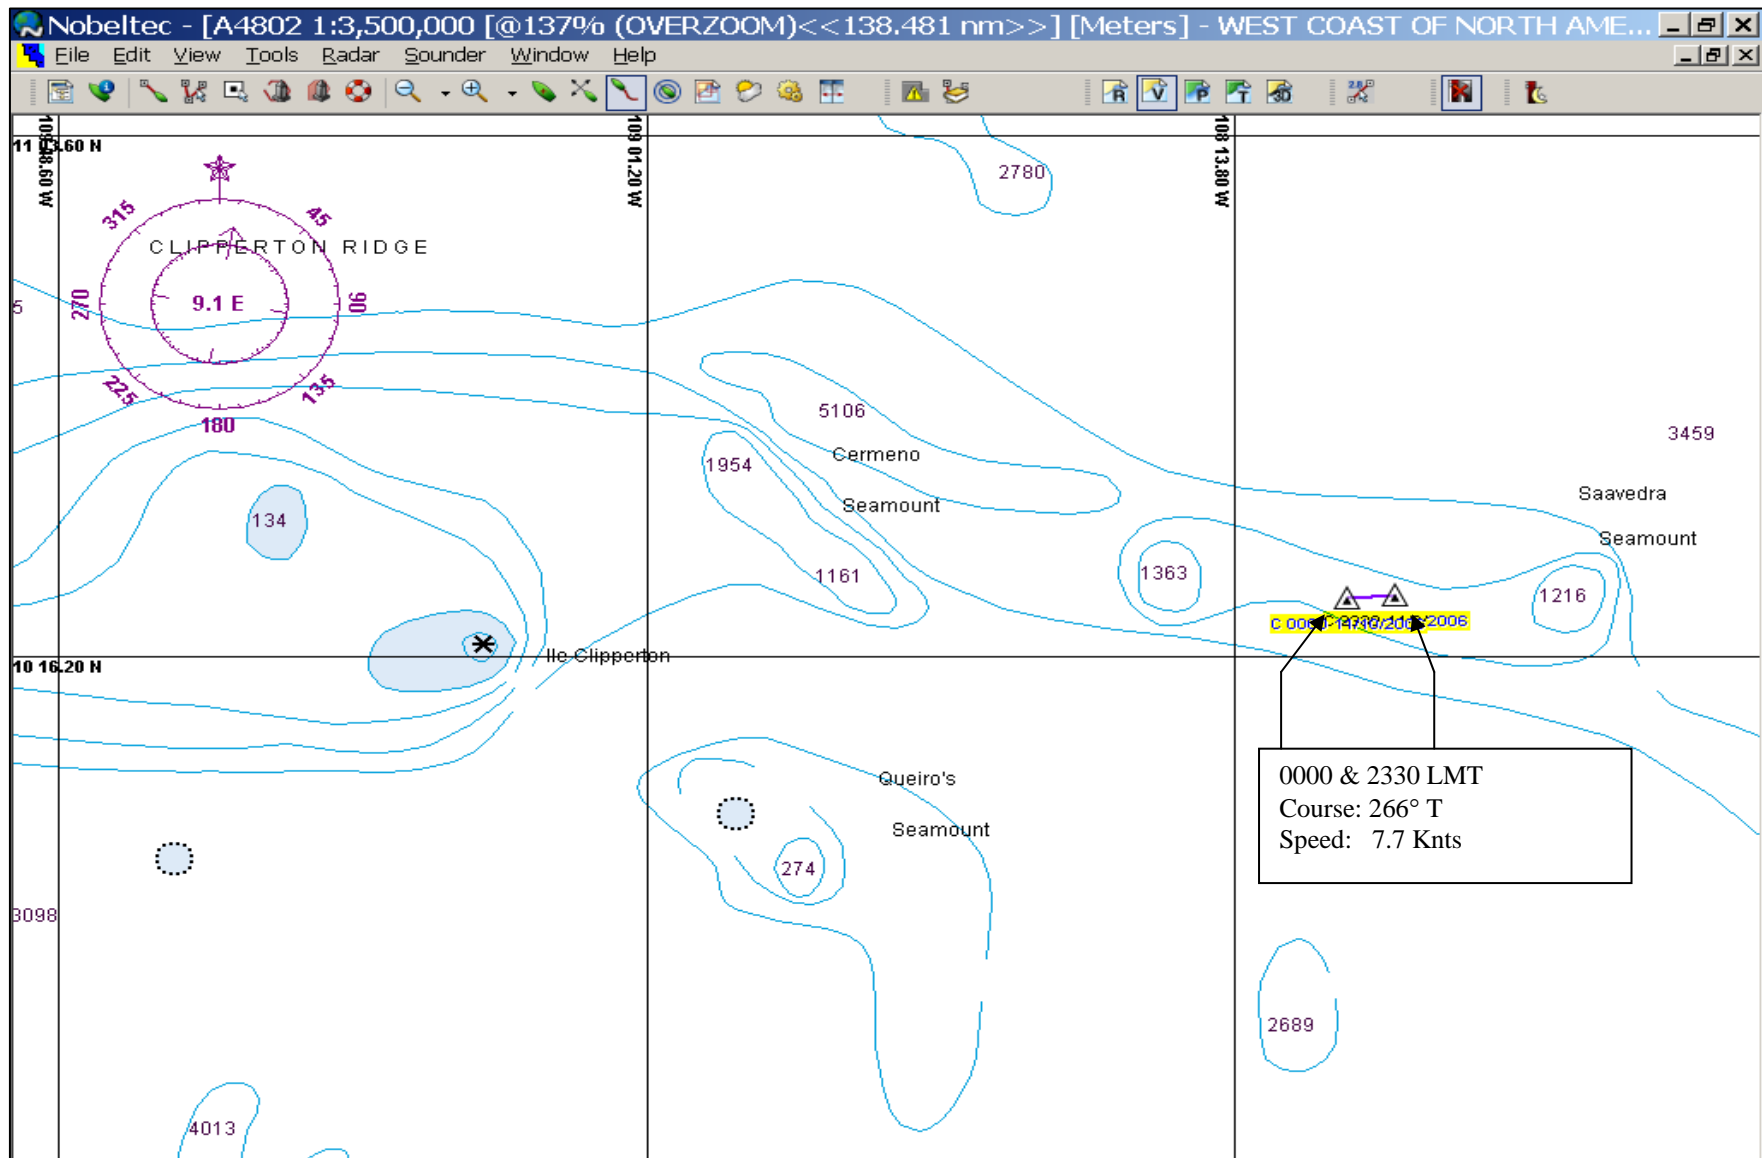 Nobeltec - [A4802 1:3,500,000 [@137% (OVERZOOM)<<138.481 nm>>] [Meters] - WEST COAST OF NORTH AME...
File Edit View Tools Radar Sounder Window Help
R V P T 3D
11 03.60 N
109 01.20 W
108 13.80 W
2780
315
45
CLIPPERTON RIDGE
5
270
9.1 E
90
225
135
180
5106
3459
Cermeno
1954
Saavedra
Seamount
134
Seamount
1161
1363
1216
Ile Clipperton
10 16.20 N
0000 & 2330 LMT
Course: 266° T
Speed: 7.7 Knts
Queiro's
Seamount
274
3098
2689
4013